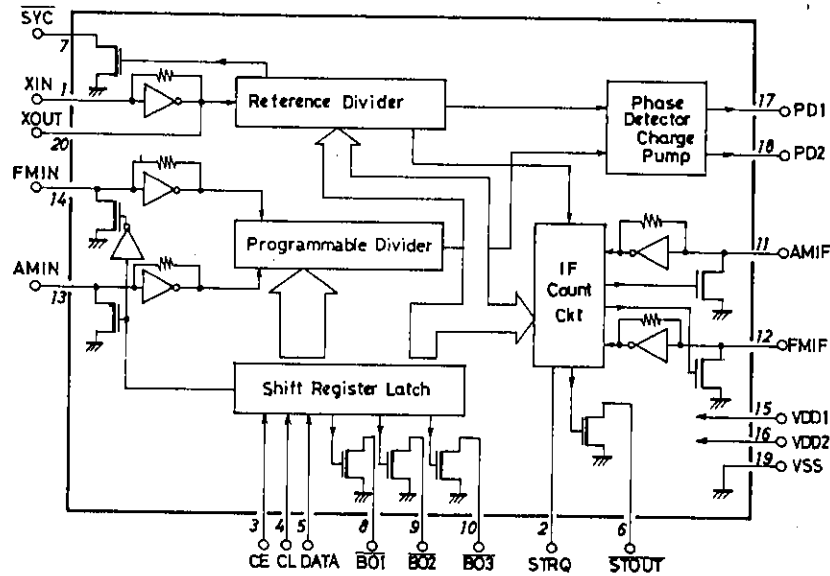 SYC
7
XIN
1
XOUT
20
FMIN
14
AMIN
13
Reference Divider
Programmable Divider
Shift Register Latch
Phase
Detector
Charge
Pump
IF
Count
Ckt
17
PD1
18
PD2
11
AMIF
12
FMIF
15
VDD1
16
VDD2
19
VSS
3
4
5
8
9
10
2
6
CE
CL
DATA
BO1
BO2
BO3
STRQ
STOUT